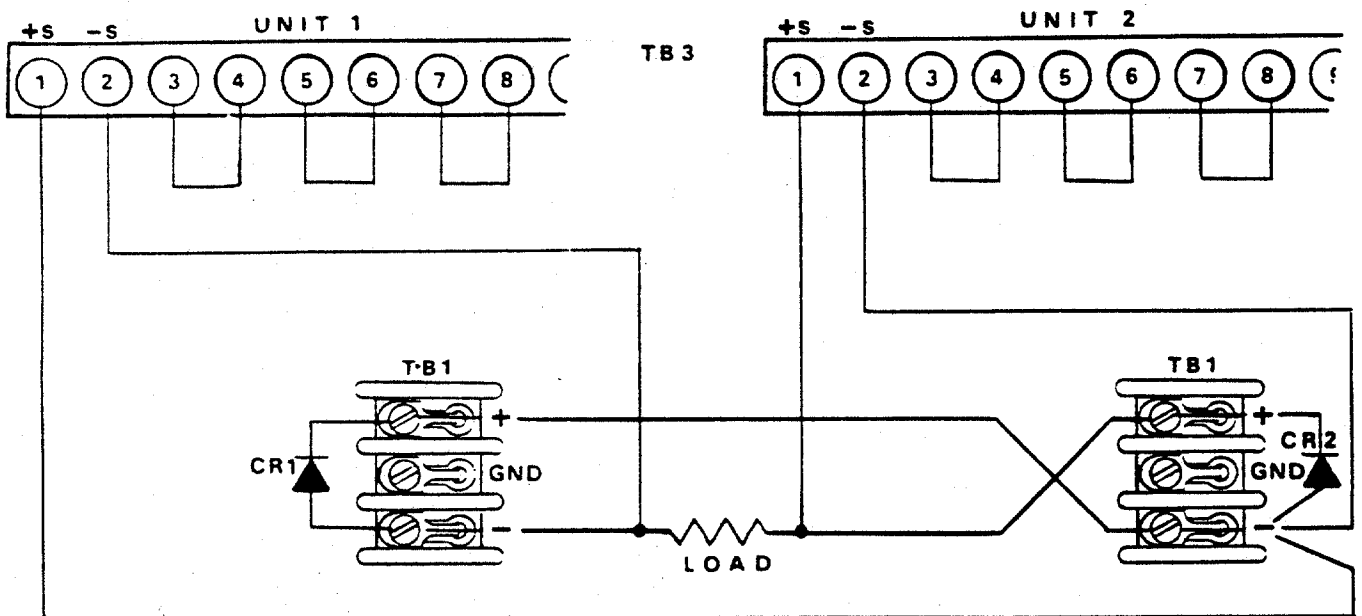 UNIT 1
+S -S
1 2 3 4 5 6 7 8
TB3
UNIT 2
+S -S
1 2 3 4 5 6 7 8
TB1
+
CR1
GND
-
LOAD
TB1
+
CR2
GND
-